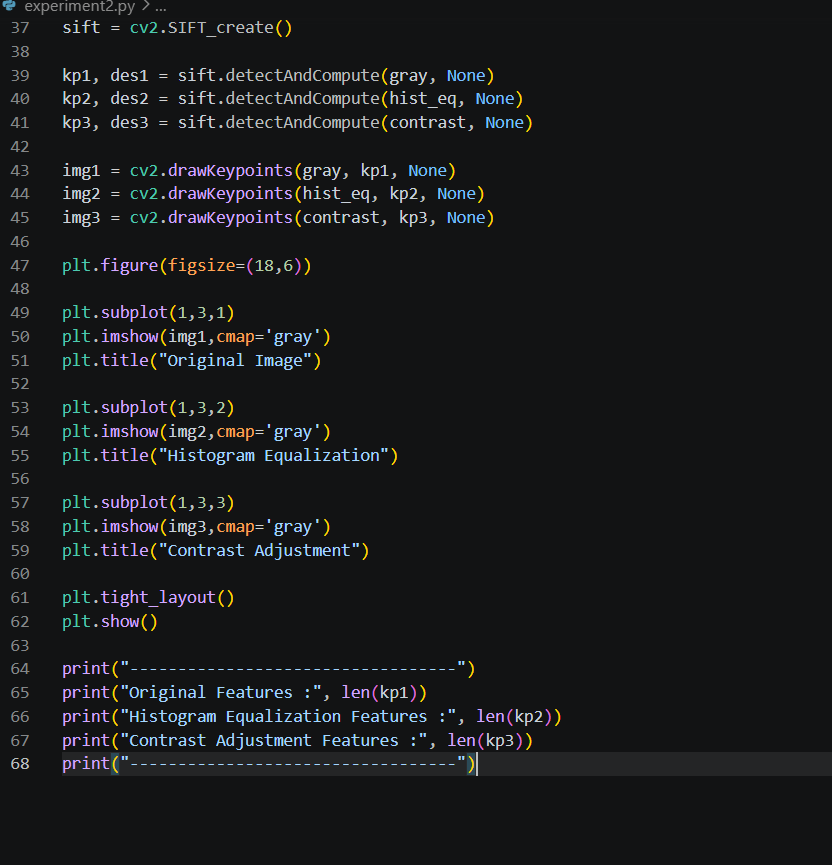 experiment2.py > ...
37 sift = cv2.SIFT_create()
38
39 kp1, des1 = sift.detectAndCompute(gray, None)
40 kp2, des2 = sift.detectAndCompute(hist_eq, None)
41 kp3, des3 = sift.detectAndCompute(contrast, None)
42
43 img1 = cv2.drawKeypoints(gray, kp1, None)
44 img2 = cv2.drawKeypoints(hist_eq, kp2, None)
45 img3 = cv2.drawKeypoints(contrast, kp3, None)
46
47 plt.figure(figsize=(18,6))
48
49 plt.subplot(1,3,1)
50 plt.imshow(img1,cmap='gray')
51 plt.title("Original Image")
52
53 plt.subplot(1,3,2)
54 plt.imshow(img2,cmap='gray')
55 plt.title("Histogram Equalization")
56
57 plt.subplot(1,3,3)
58 plt.imshow(img3,cmap='gray')
59 plt.title("Contrast Adjustment")
60
61 plt.tight_layout()
62 plt.show()
63
64 print("----------------------------------")
65 print("Original Features :", len(kp1))
66 print("Histogram Equalization Features :", len(kp2))
67 print("Contrast Adjustment Features :", len(kp3))
68 print("----------------------------------")